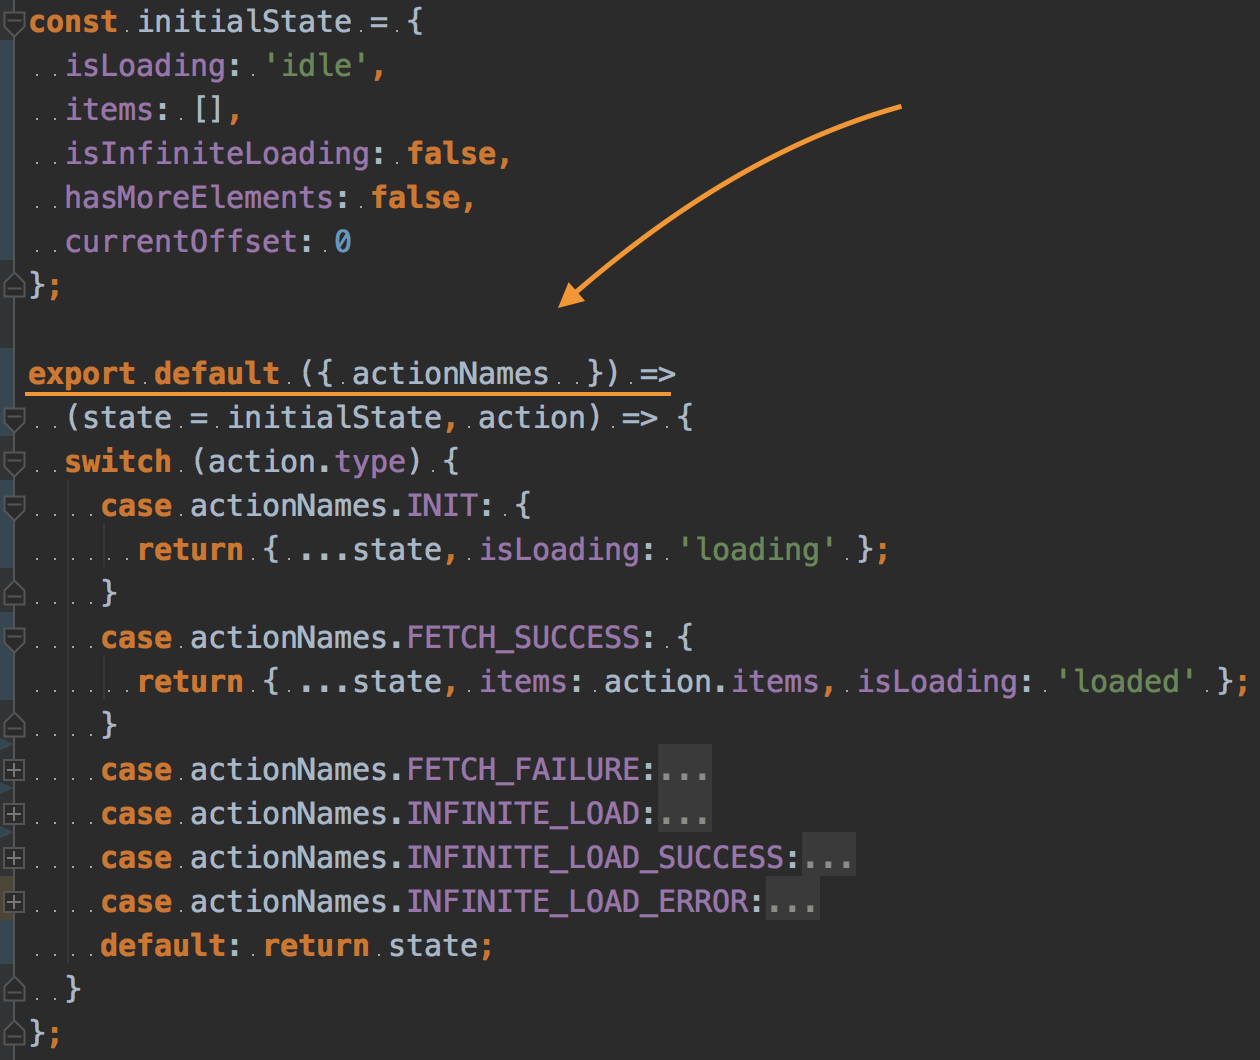 const initialState = {
  isLoading: 'idle',
  items: [],
  isInfiniteLoading: false,
  hasMoreElements: false,
  currentOffset: 0
};

export default ({ actionNames  }) =>
  (state = initialState, action) => {
  switch (action.type) {
    case actionNames.INIT: {
      return { ...state, isLoading: 'loading' };
    }
    case actionNames.FETCH_SUCCESS: {
      return { ...state, items: action.items, isLoading: 'loaded' };
    }
    case actionNames.FETCH_FAILURE:...
    case actionNames.INFINITE_LOAD:...
    case actionNames.INFINITE_LOAD_SUCCESS:...
    case actionNames.INFINITE_LOAD_ERROR:...
    default: return state;
  }
};